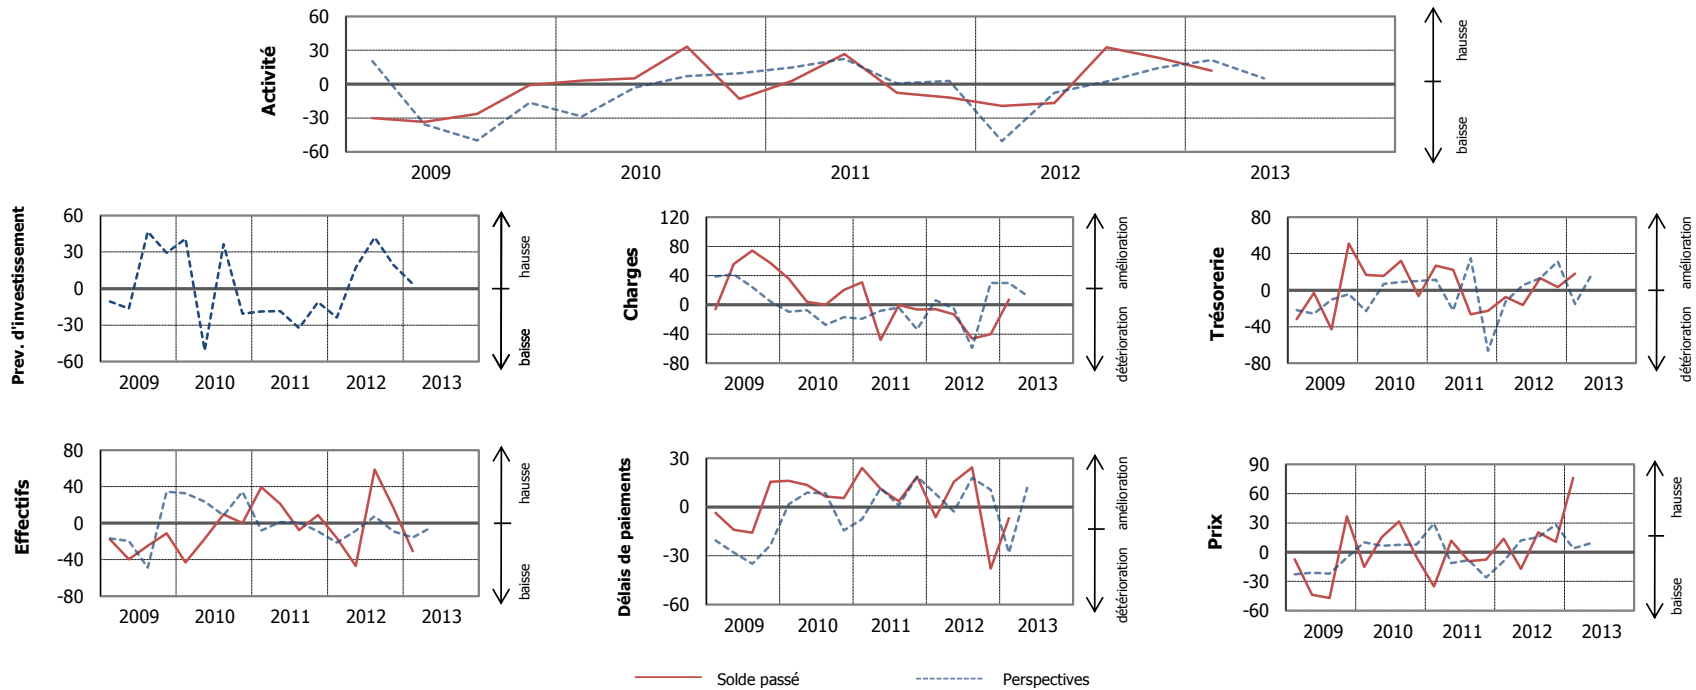 Activité
60
30
0
-30
-60
2009 2010 2011 2012 2013
hausse
baisse
Prev. d'investissement
60
30
0
-30
-60
2009 2010 2011 2012 2013
hausse
baisse
Charges
120
80
40
0
-40
-80
2009 2010 2011 2012 2013
amélioration
détérioration
Trésorerie
80
40
0
-40
-80
2009 2010 2011 2012 2013
amélioration
détérioration
Effectifs
80
40
0
-40
-80
2009 2010 2011 2012 2013
hausse
baisse
Délais de paiements
30
0
-30
-60
2009 2010 2011 2012 2013
amélioration
détérioration
Prix
90
60
30
0
-30
-60
2009 2010 2011 2012 2013
hausse
baisse
Solde passé Perspectives